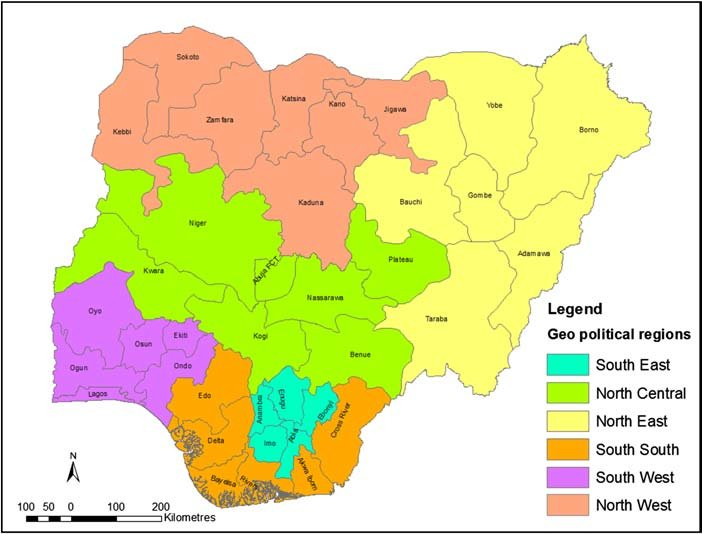 Sokoto
Katsina
Kano
Jigawa
Yobe
Borno
Kebbi
Zamfara
Kaduna
Bauchi
Gombe
Niger
Adamawa
Plateau
Abuja FCT
Kwara
Nassarawa
Taraba
Oyo
Kogi
Benue
Osun
Ekiti
Ogun
Ondo
Lagos
Edo
Anambra
Enugu
Ebonyi
Cross River
Imo
Abia
Delta
Bayelsa
Rivers
Akwa Ibom
Legend
Geo political regions
South East
North Central
North East
South South
South West
North West
N
100 50 0 100 200
Kilometres